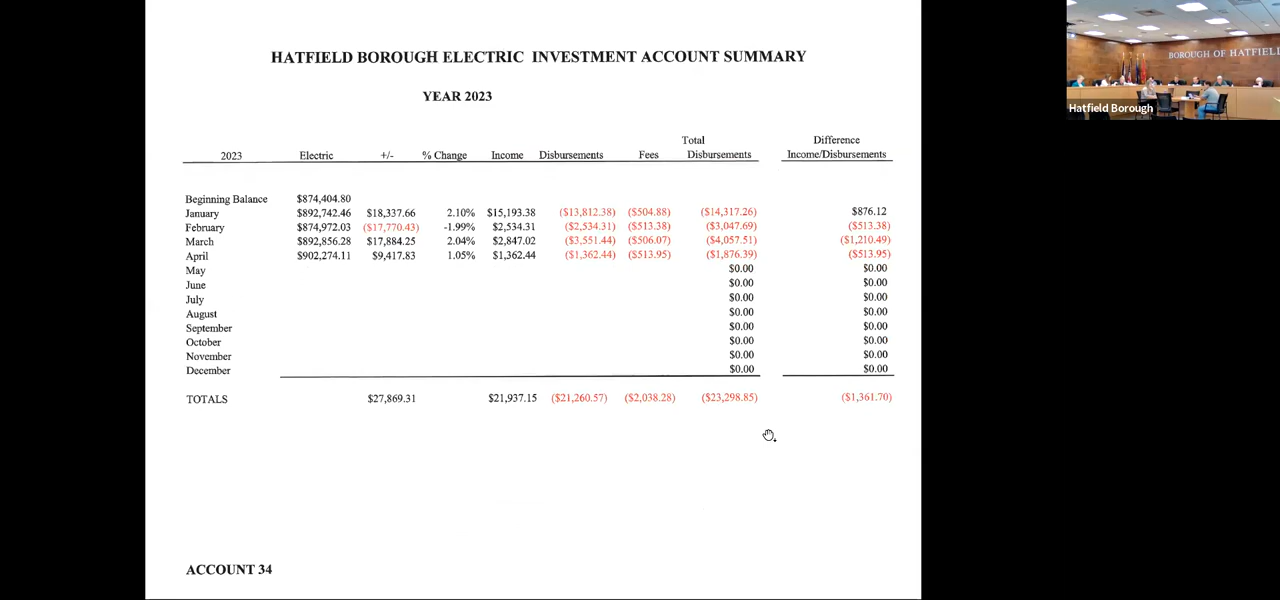 HATFIELD BOROUGH ELECTRIC INVESTMENT ACCOUNT SUMMARY
YEAR 2023
Total Difference
2023 Electric +/- % Change Income Disbursements Fees Disbursements Income/Disbursements
Beginning Balance $874,404.80
January $892,742.46 $18,337.66 2.10% $15,193.38 ($13,812.38) ($504.88) ($14,317.26) $876.12
February $874,972.03 ($17,770.43) -1.99% $2,534.31 ($2,534.31) ($513.38) ($3,047.69) ($513.38)
March $892,856.28 $17,884.25 2.04% $2,847.02 ($3,551.44) ($506.07) ($4,057.51) ($1,210.49)
April $902,274.11 $9,417.83 1.05% $1,362.44 ($1,362.44) ($513.95) ($1,876.39) ($513.95)
May $0.00 $0.00
June $0.00 $0.00
July $0.00 $0.00
August $0.00 $0.00
September $0.00 $0.00
October $0.00 $0.00
November $0.00 $0.00
December $0.00 $0.00
TOTALS $27,869.31 $21,937.15 ($21,260.57) ($2,038.28) ($23,298.85) ($1,361.70)
ACCOUNT 34
BOROUGH OF HATFIELD
Hatfield Borough